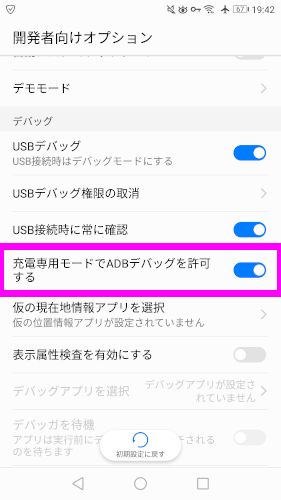 19:42
67
開発者向けオプション
デモモード
デバッグ
USBデバッグ
USB接続時はデバッグモードにする
USBデバッグ権限の取消
USB接続時に常に確認
充電専用モードでADBデバッグを許可
する
仮の現在地情報アプリを選択
仮の位置情報アプリが設定されていません
表示属性検査を有効にする
デバッグアプリを選択
デバッグアプリが設定さ
れていません
デバッガを待機
アプリは実行前にデ
チされる
のを待ちます
初期設定に戻す